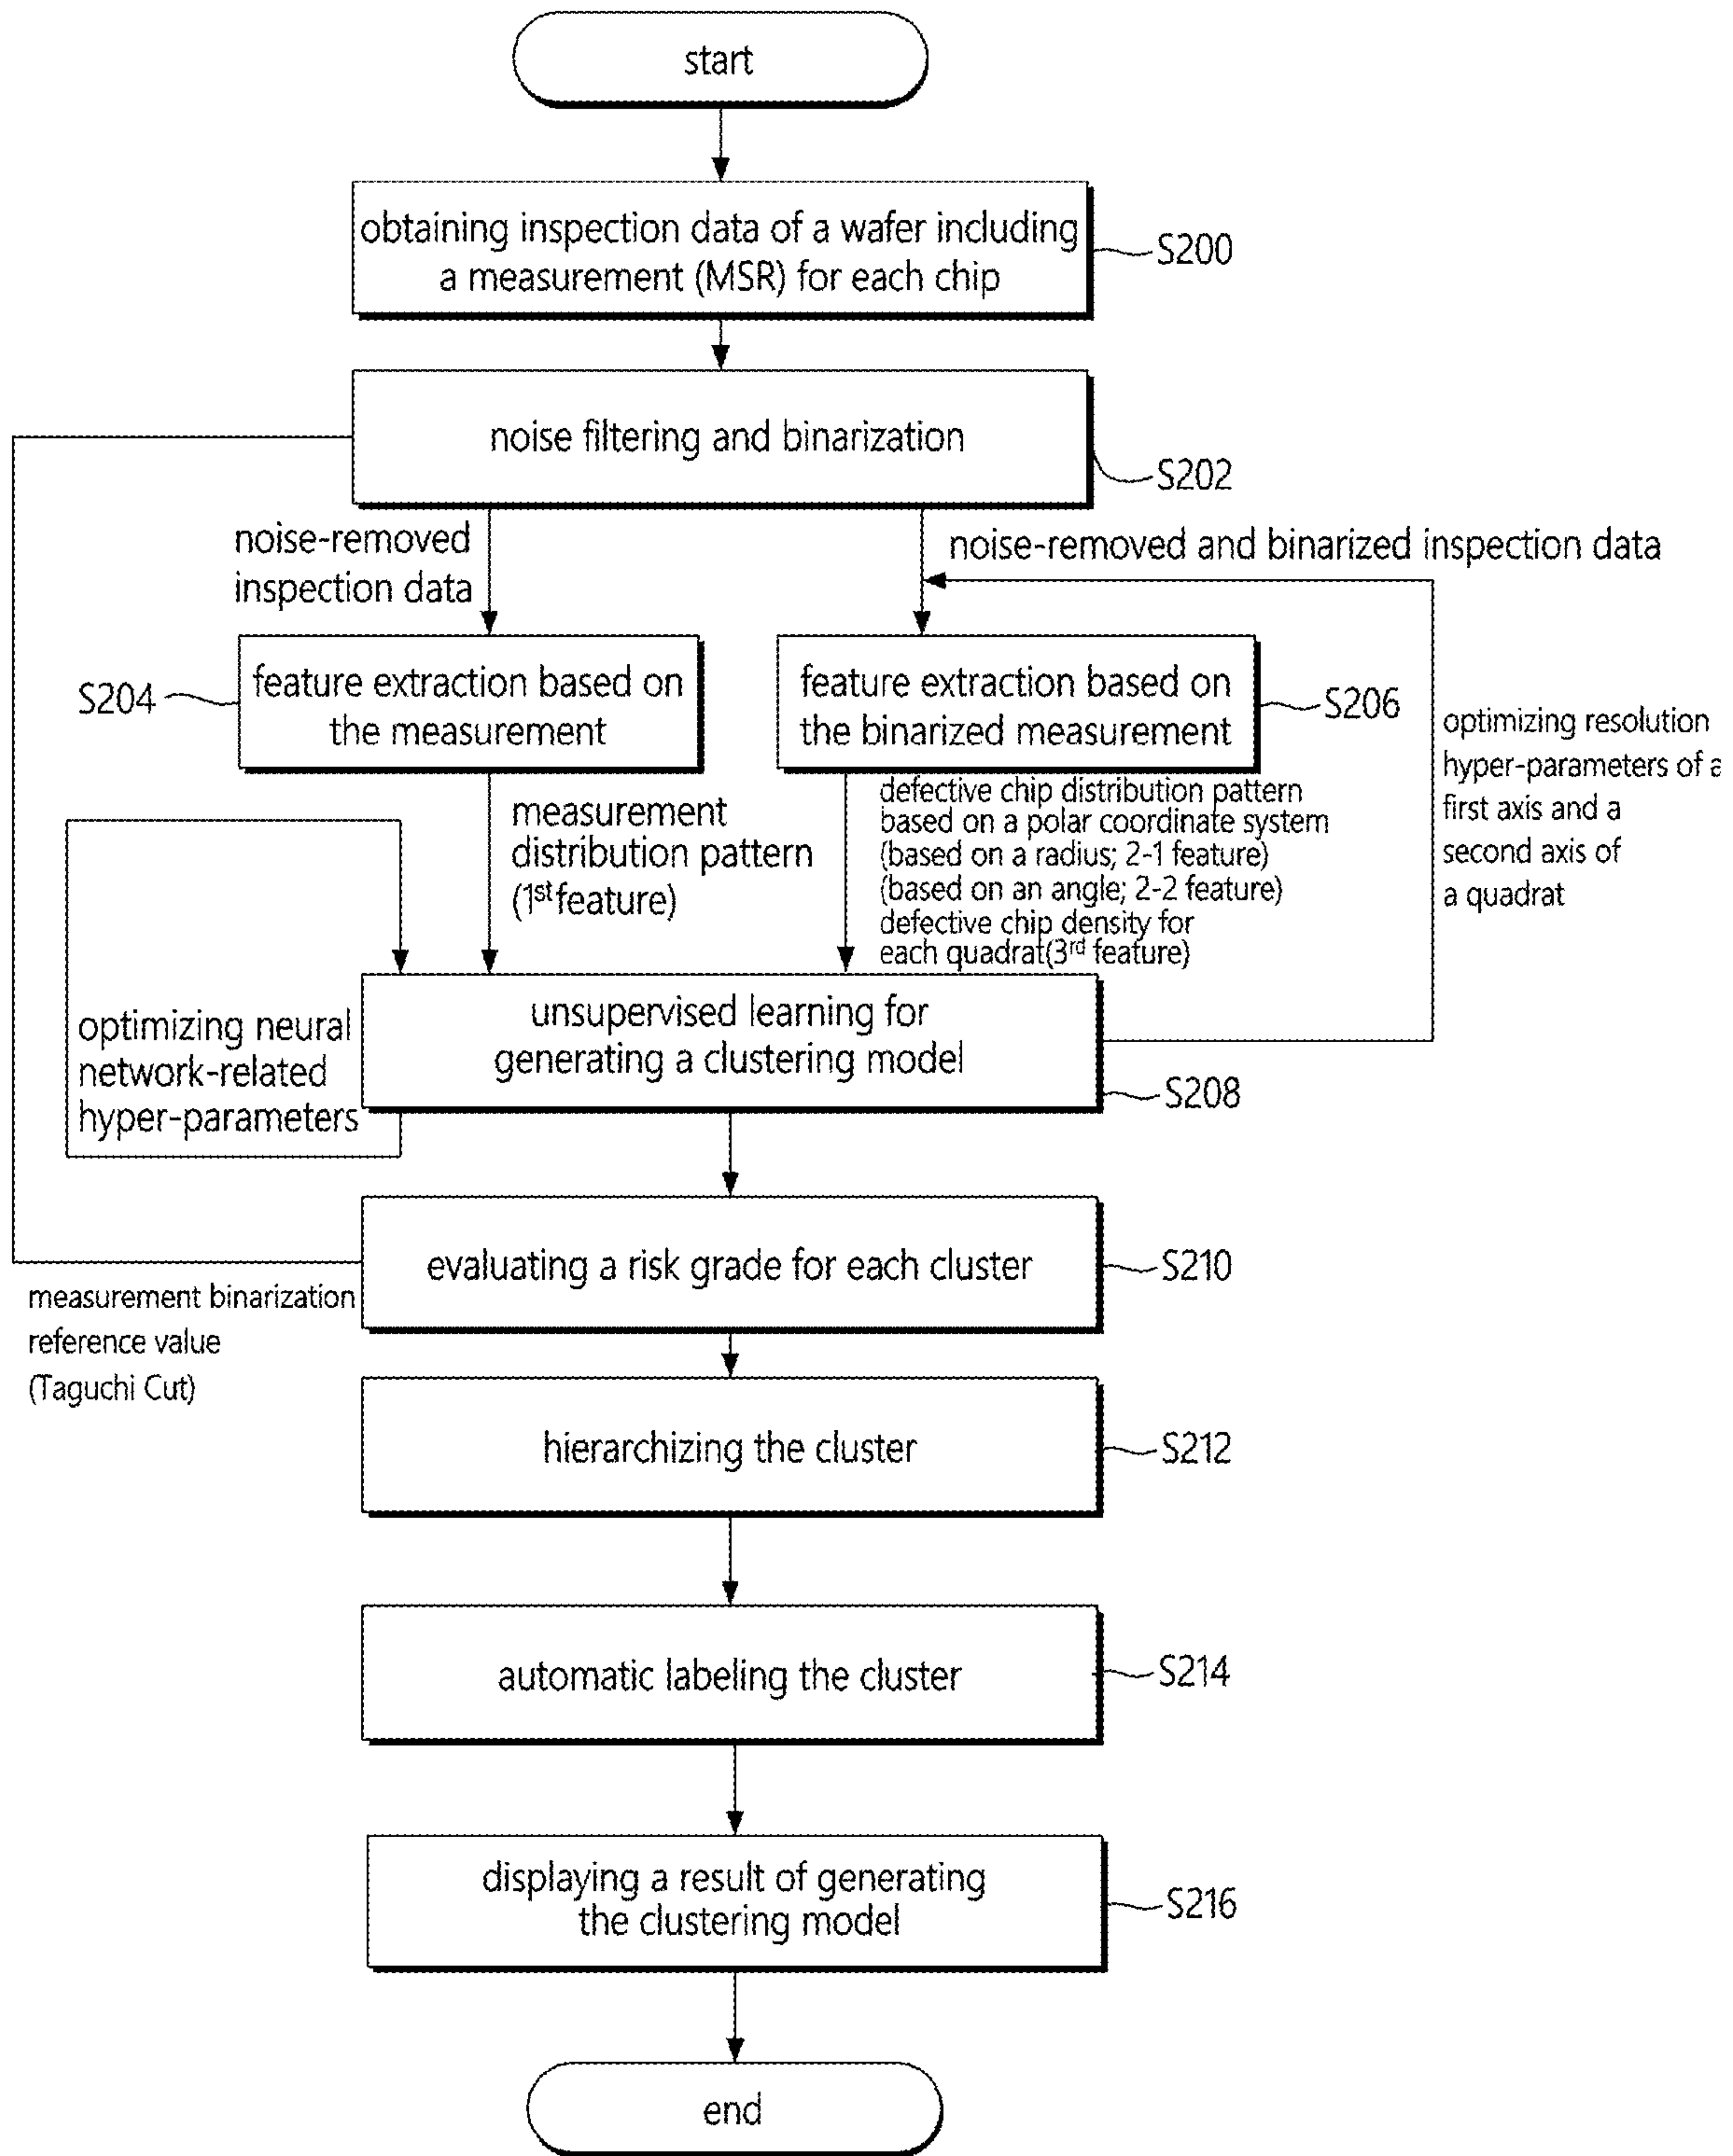 start
obtaining inspection data of a wafer including
a measurement (MSR) for each chip
S200
noise filtering and binarization
S202
noise-removed
inspection data
noise-removed and binarized inspection data
S204
feature extraction based on
the measurement
feature extraction based on
the binarized measurement
S206
optimizing resolution
hyper-parameters of a
first axis and a
second axis of
a quadrat
measurement
distribution pattern
(1st feature)
defective chip distribution pattern
based on a polar coordinate system
(based on a radius; 2-1 feature)
(based on an angle; 2-2 feature)
defective chip density for
each quadrat(3rd feature)
optimizing neural
network-related
hyper-parameters
unsupervised learning for
generating a clustering model
S208
evaluating a risk grade for each cluster
S210
measurement binarization
reference value
(Taguchi Cut)
hierarchizing the cluster
S212
automatic labeling the cluster
S214
displaying a result of generating
the clustering model
S216
end